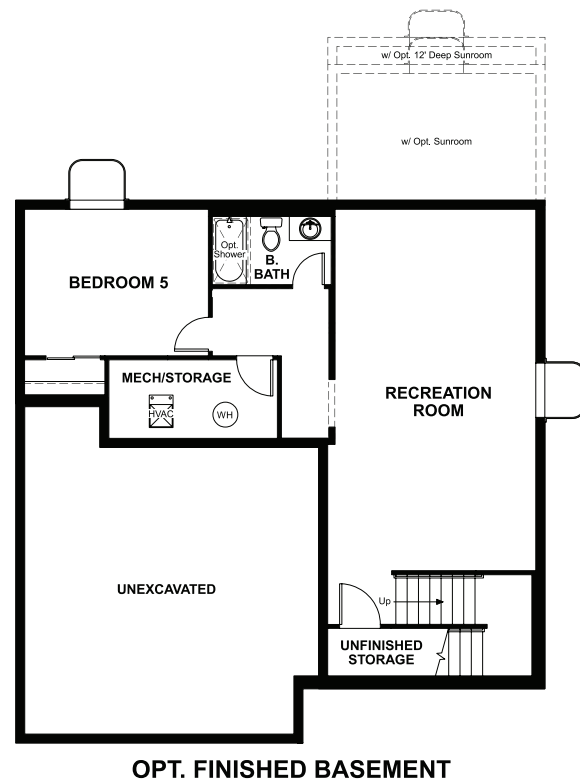 w/ Opt. 12' Deep Sunroom
w/ Opt. Sunroom
Opt.
Shower
B.
BATH
BEDROOM 5
MECH/STORAGE
HVAC
WH
RECREATION
ROOM
UNEXCAVATED
Up
UNFINISHED
STORAGE
OPT. FINISHED BASEMENT